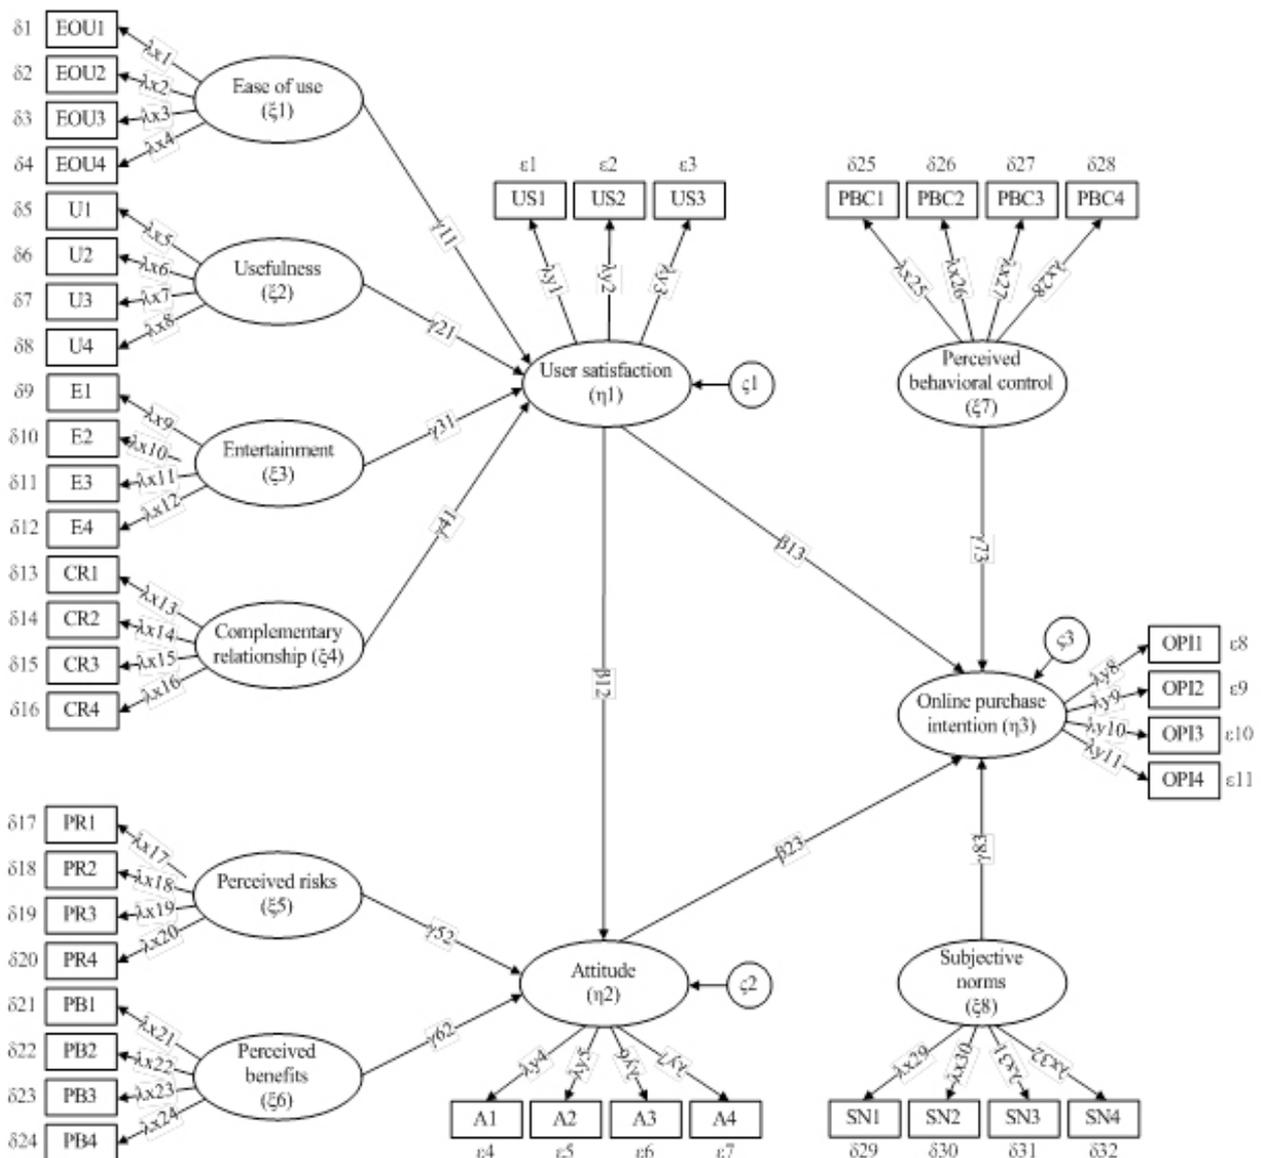 δ1 EOU1 λx1
δ2 EOU2 λx2
δ3 EOU3 λx3
δ4 EOU4 λx4
Ease of use
(ξ1)
γ11
δ5 U1 λx5
δ6 U2 λx6
δ7 U3 λx7
δ8 U4 λx8
Usefulness
(ξ2)
γ21
δ9 E1 λx9
δ10 E2 λx10
δ11 E3 λx11
δ12 E4 λx12
Entertainment
(ξ3)
γ31
δ13 CR1 λx13
δ14 CR2 λx14
δ15 CR3 λx15
δ16 CR4 λx16
Complementary
relationship (ξ4)
γ41
ε1 ε2 ε3
US1 US2 US3
λy1 λy2 λy3
User satisfaction
(η1)
ς1
δ25 δ26 δ27 δ28
PBC1 PBC2 PBC3 PBC4
λx25 λx26 λx27 λx28
Perceived
behavioral control
(ξ7)
β13
γ73
β12
ς3
Online purchase
intention (η3)
λy8 OPI1 ε8
λy9 OPI2 ε9
λy10 OPI3 ε10
λy11 OPI4 ε11
β23
γ83
δ17 PR1 λx17
δ18 PR2 λx18
δ19 PR3 λx19
δ20 PR4 λx20
Perceived risks
(ξ5)
γ52
δ21 PB1 λx21
δ22 PB2 λx22
δ23 PB3 λx23
δ24 PB4 λx24
Perceived
benefits
(ξ6)
γ62
Attitude
(η2)
ς2
λy4 λy5 λy6 λy7
A1 A2 A3 A4
ε4 ε5 ε6 ε7
Subjective
norms
(ξ8)
λx29 λx30 λx31 λx32
SN1 SN2 SN3 SN4
δ29 δ30 δ31 δ32